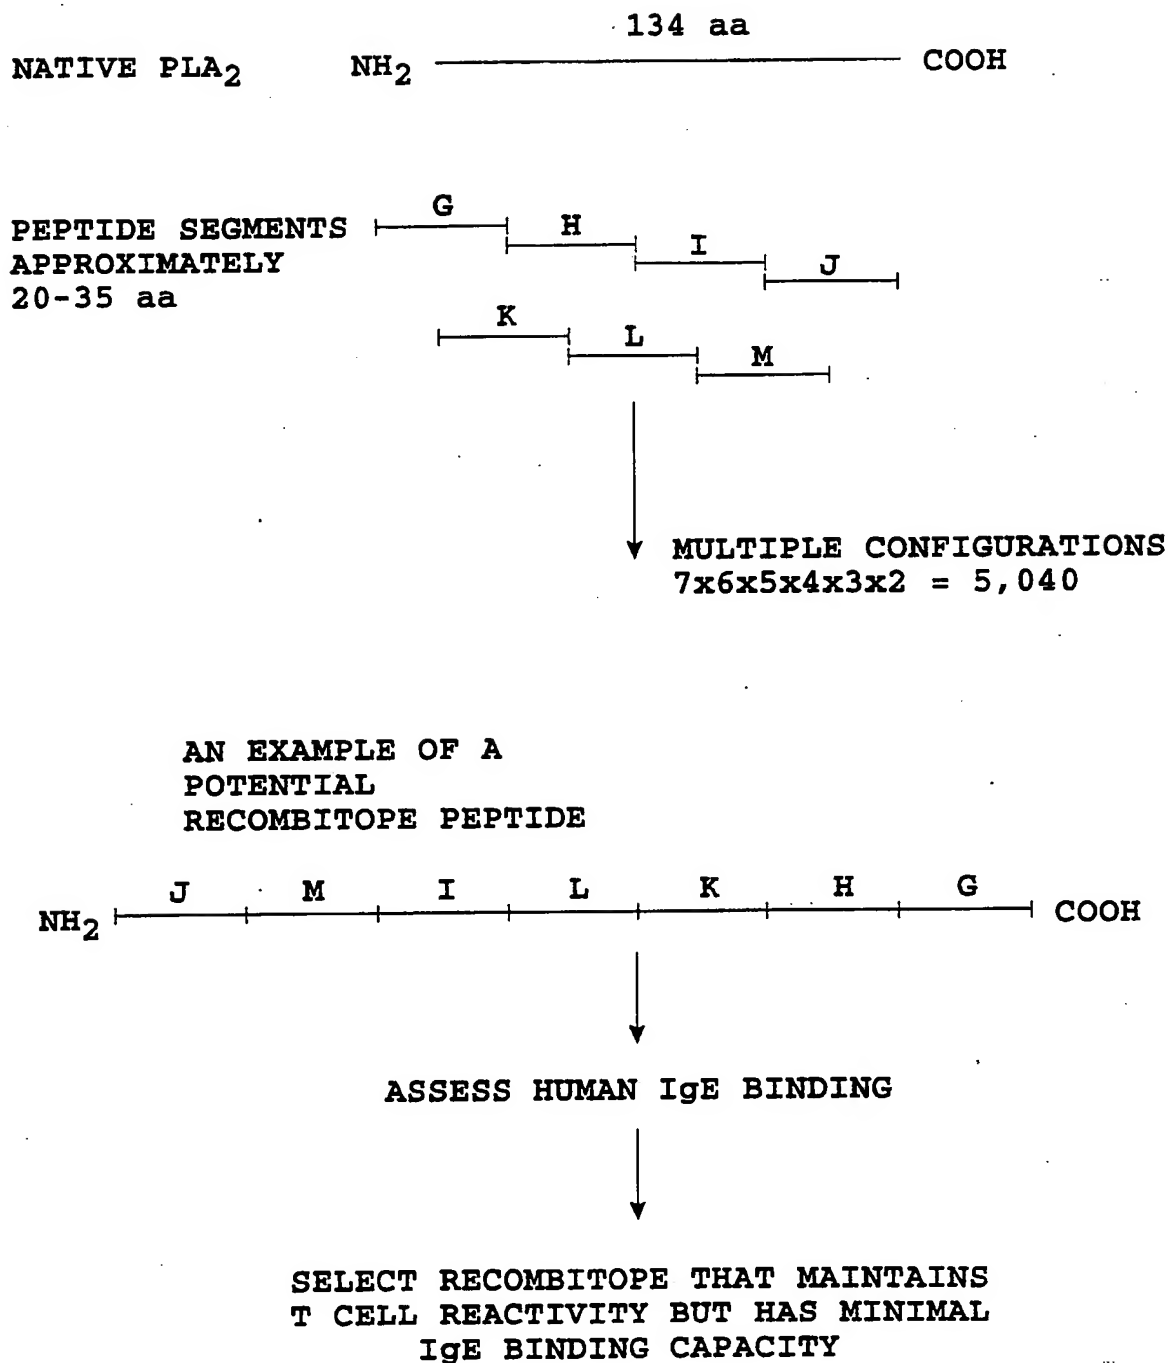 134 aa
NATIVE PLA2 NH2 COOH
G
H
I
J
PEPTIDE SEGMENTS
APPROXIMATELY
20-35 aa
K
L
M
MULTIPLE CONFIGURATIONS
7x6x5x4x3x2 = 5,040
AN EXAMPLE OF A
POTENTIAL
RECOMBITOPE PEPTIDE
J M I L K H G
NH2 COOH
ASSESS HUMAN IgE BINDING
SELECT RECOMBITOPE THAT MAINTAINS
T CELL REACTIVITY BUT HAS MINIMAL
IgE BINDING CAPACITY